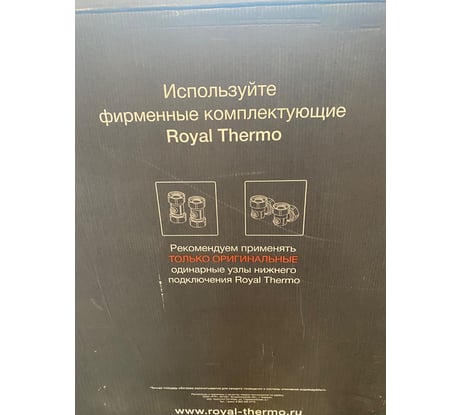 Используйте
фирменные комплектующие
Royal Thermo
Рекомендуем применять
ТОЛЬКО ОРИГИНАЛЬНЫЕ
одинарные узлы нижнего
подключения Royal Thermo
www.royal-thermo.ru